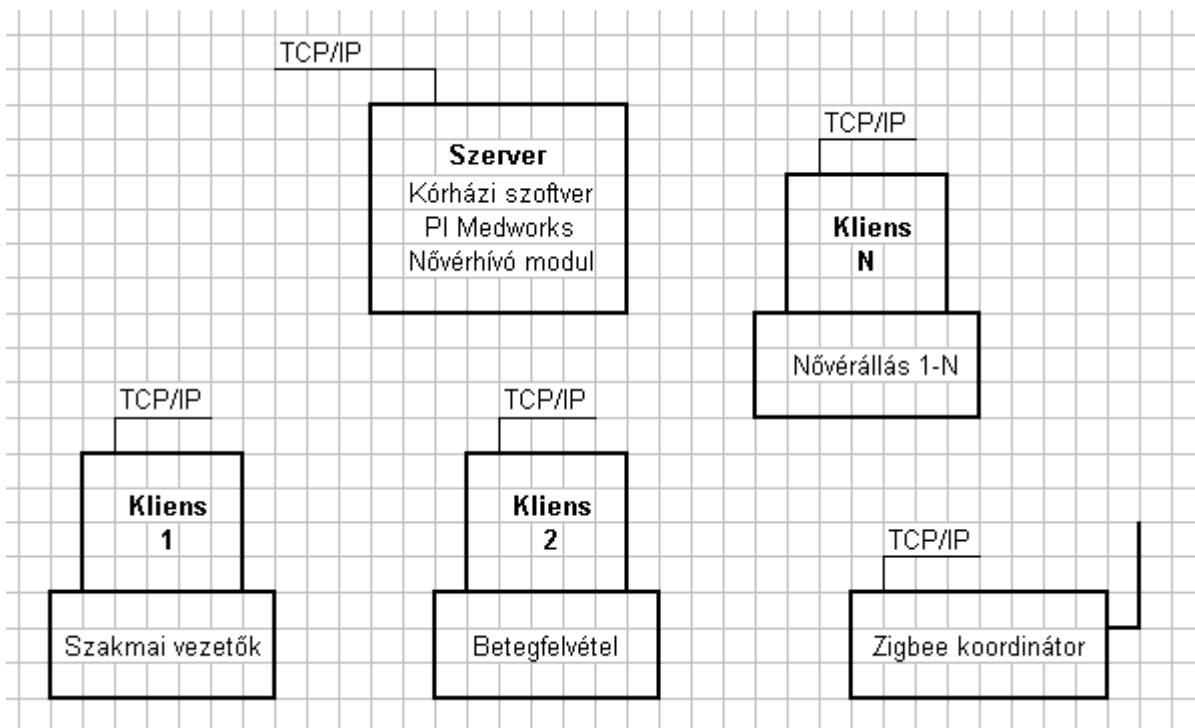 TCP/IP
Szerver
Kórházi szoftver
PI Medworks
Nővérhívó modul
TCP/IP
Kliens
N
Nővérállás 1-N
TCP/IP
Kliens
1
Szakmai vezetők
TCP/IP
Kliens
2
Betegfelvétel
TCP/IP
Zigbee koordinátor